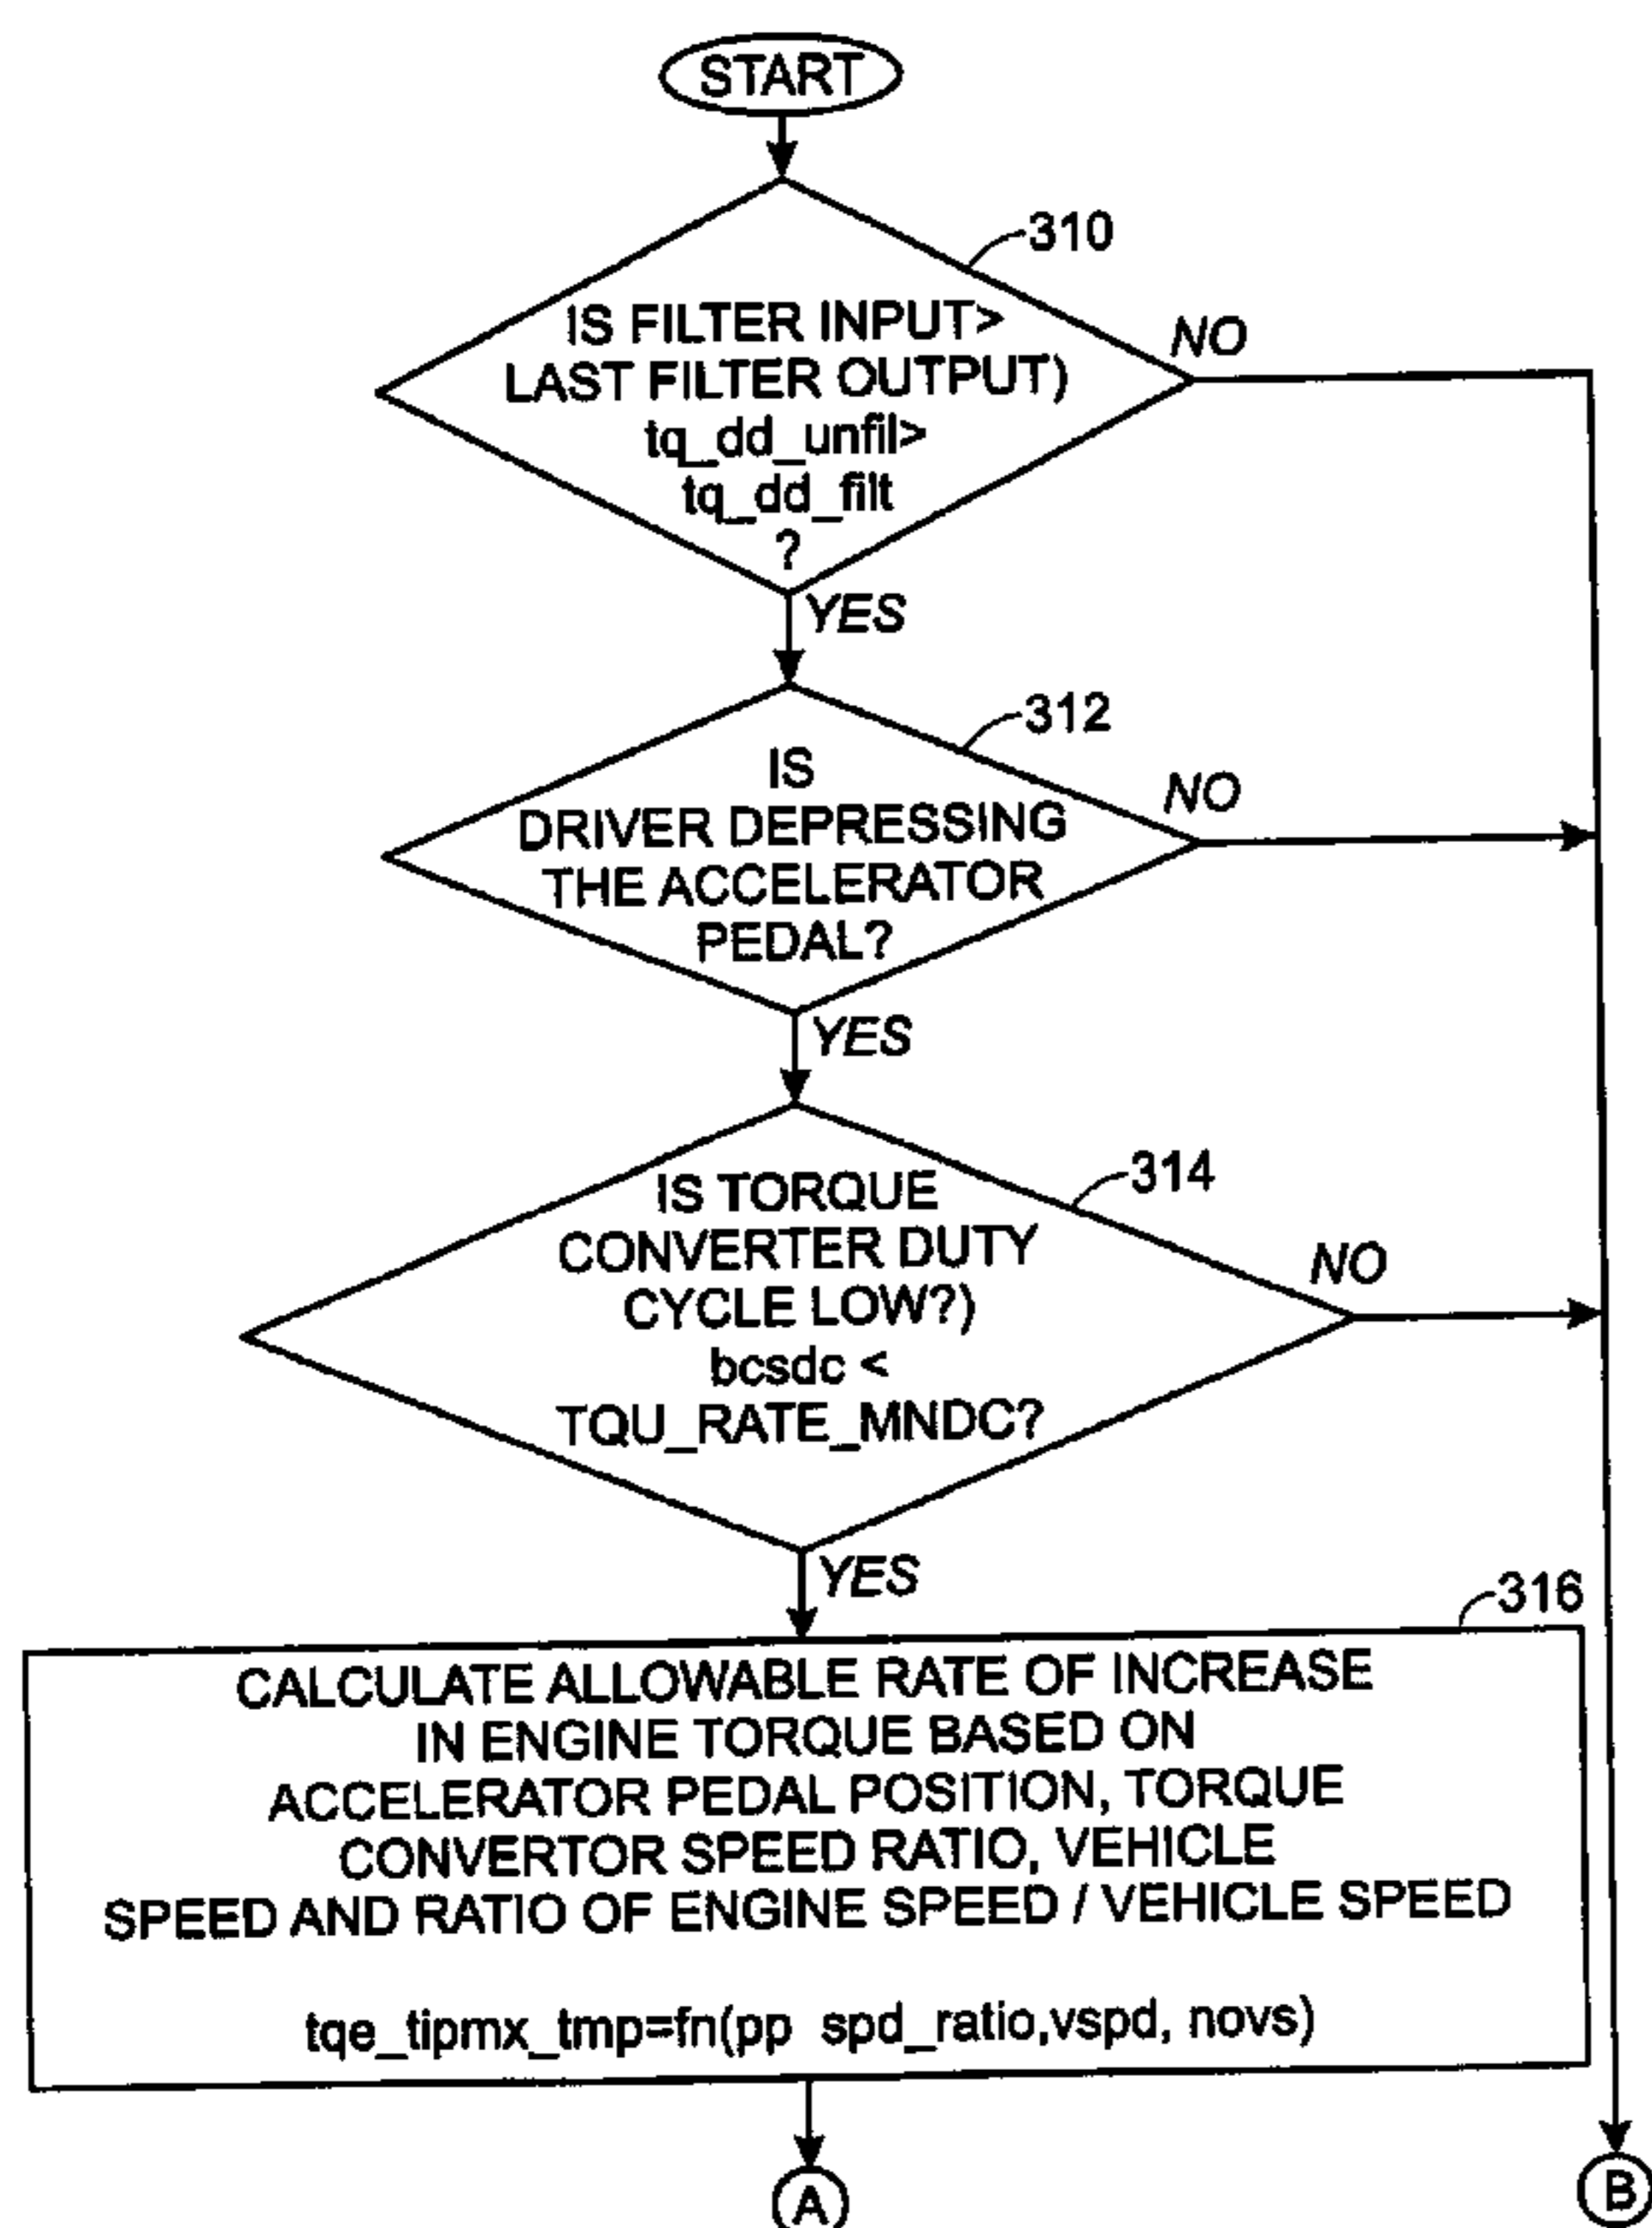 START
310
IS FILTER INPUT>
LAST FILTER OUTPUT)
tq_dd_unfil>
tq_dd_filt
?
NO
YES
312
IS
DRIVER DEPRESSING
THE ACCELERATOR
PEDAL?
NO
YES
314
IS TORQUE
CONVERTER DUTY
CYCLE LOW?)
bcsdc <
TQU_RATE_MNDC?
NO
YES
316
CALCULATE ALLOWABLE RATE OF INCREASE
IN ENGINE TORQUE BASED ON
ACCELERATOR PEDAL POSITION, TORQUE
CONVERTOR SPEED RATIO, VEHICLE
SPEED AND RATIO OF ENGINE SPEED / VEHICLE SPEED
tqe_tipmx_tmp=fn(pp spd_ratio,vspd, novs)
A
B